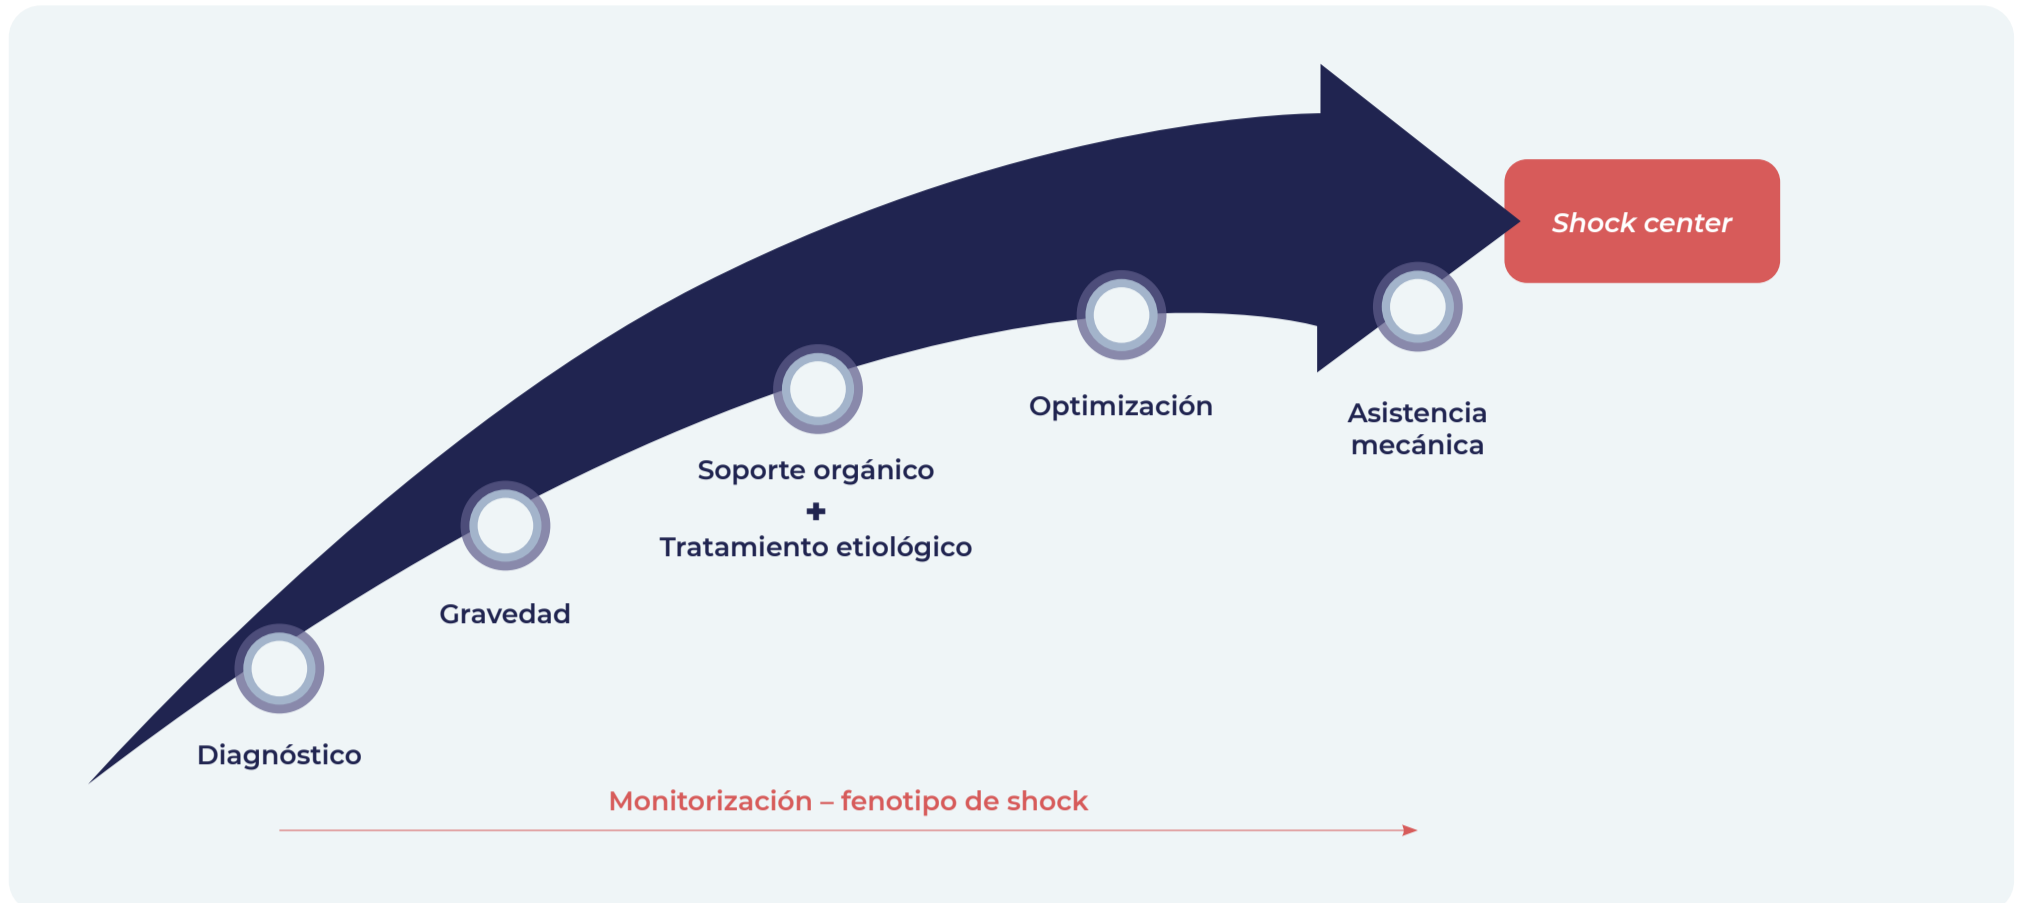 Shock center
Optimización
Asistencia
mecánica
Soporte orgánico
+
Tratamiento etiológico
Gravedad
Diagnóstico
Monitorización – fenotipo de shock